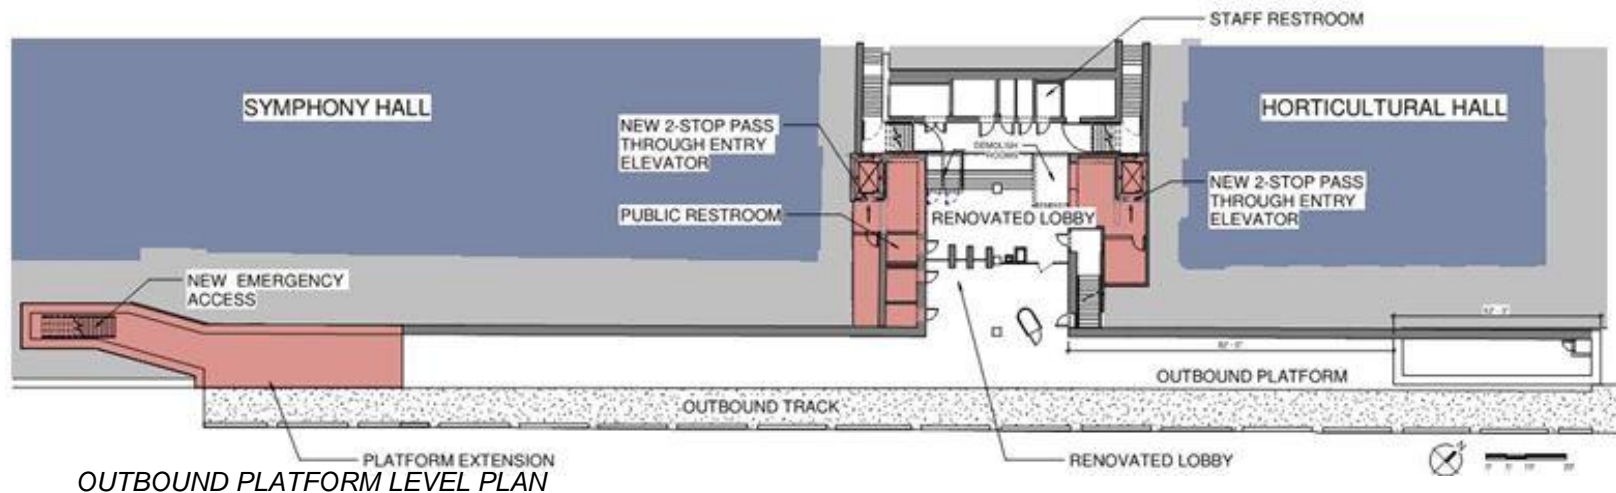 STAFF RESTROOM
SYMPHONY HALL
HORTICULTURAL HALL
NEW 2-STOP PASS
THROUGH ENTRY
ELEVATOR
DEMOLISH
ROOMS
NEW 2-STOP PASS
THROUGH ENTRY
ELEVATOR
PUBLIC RESTROOM
RENOVATED LOBBY
NEW EMERGENCY
ACCESS
OUTBOUND PLATFORM
OUTBOUND TRACK
PLATFORM EXTENSION
RENOVATED LOBBY
OUTBOUND PLATFORM LEVEL PLAN